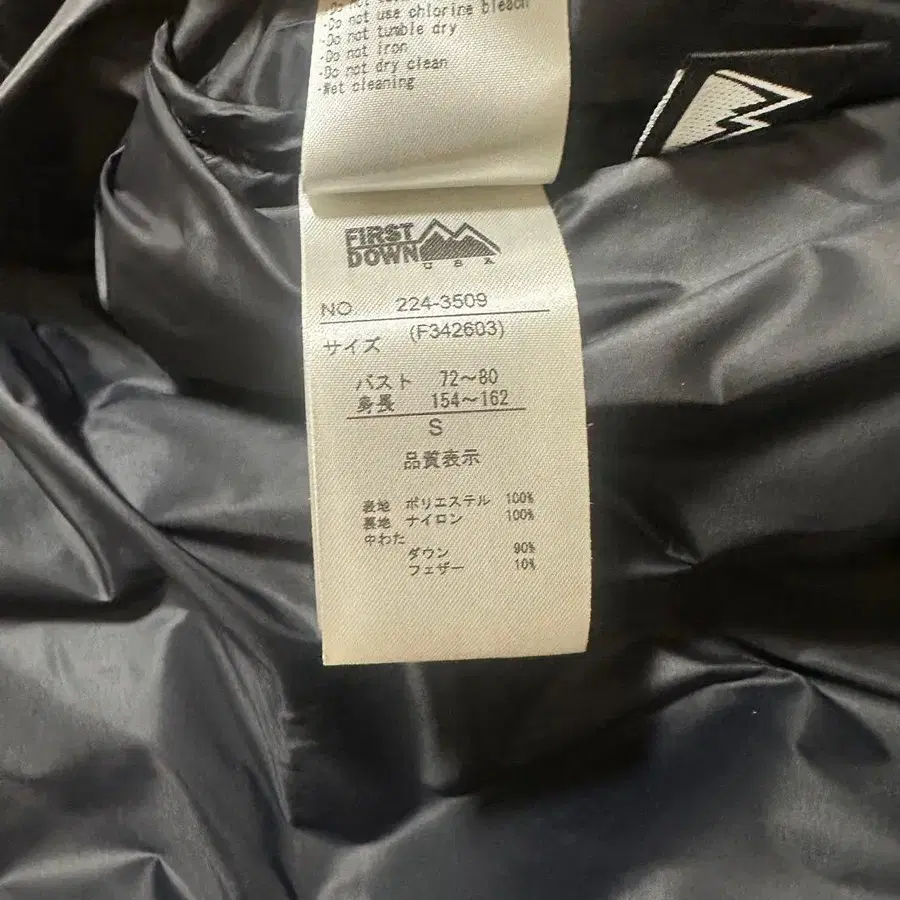 -Do not use chlorine bleach
-Do not tumble dry
-Do not iron
-Do not dry clean
-Wet cleaning
FIRST
DOWN
USA
NO 224-3509
サイズ (F342603)
バスト 72〜80
身長 154〜162
S
品質表示
表地 ポリエステル 100%
裏地 ナイロン 100%
中わた
ダウン 90%
フェザー 10%